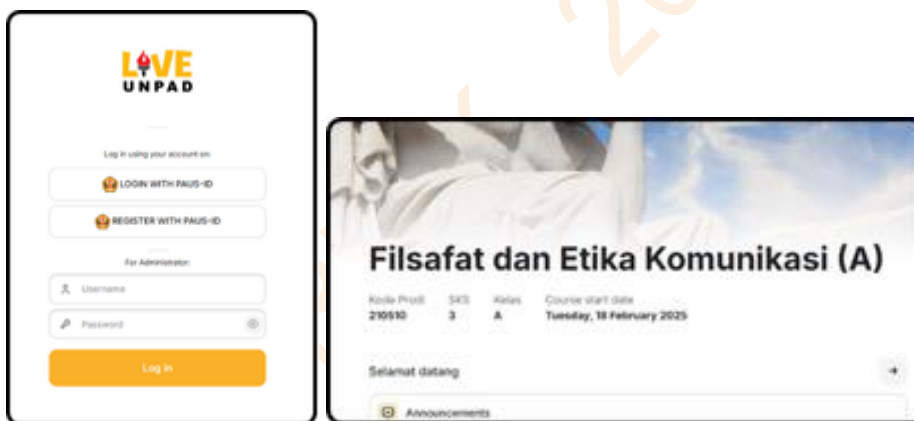 LIVE
UNPAD
Log in using your account on:
LOGIN WITH PAUS-ID
REGISTER WITH PAUS-ID
For Administrator:
Username
Password
Log in
Filsafat dan Etika Komunikasi (A)
Kode Prodi SKS Kelas Course start date
210510 3 A Tuesday, 18 February 2025
Selamat datang
Announcements